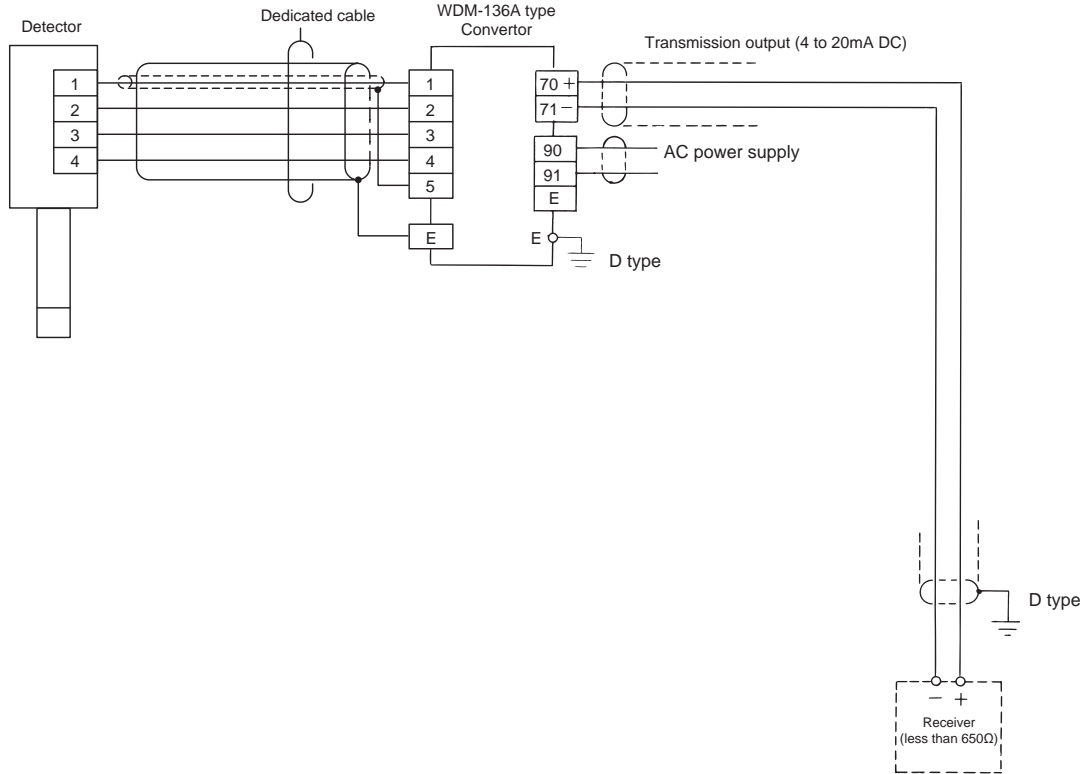 Detector
Dedicated cable
WDM-136A type
Convertor
Transmission output (4 to 20mA DC)
1
2
3
4
1
2
3
4
5
E
70 +
71 −
90
91
E
AC power supply
E
D type
D type
− +
Receiver
(less than 650Ω)